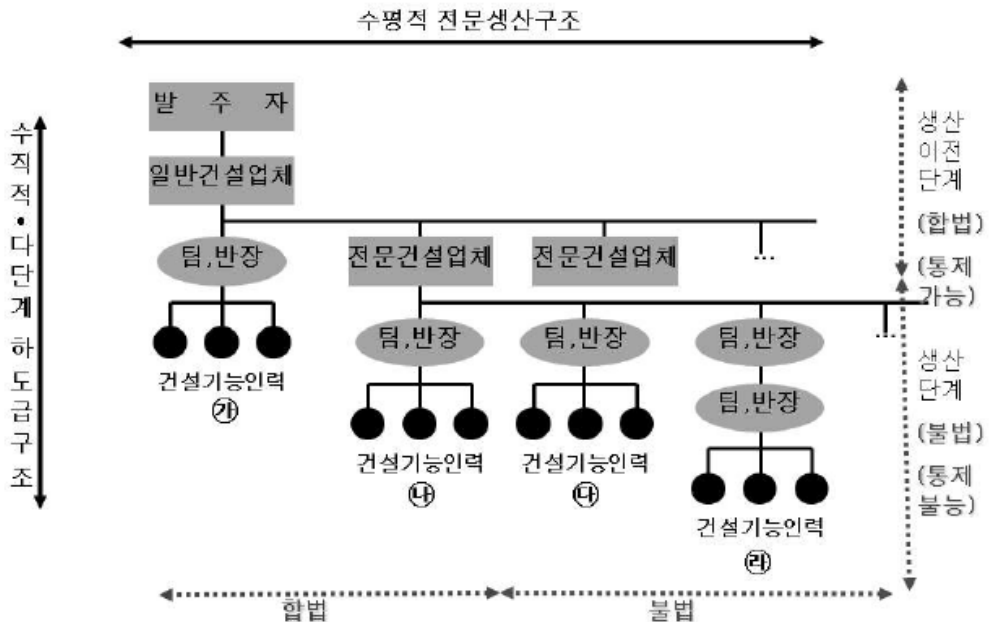 수평적 전문생산구조
수직적•다단계 하도급구조
발 주 자
일반건설업체
팀,반장
전문건설업체
전문건설업체
...
건설기능인력
㉮
팀,반장
팀,반장
팀,반장
...
팀,반장
건설기능인력
㉯
건설기능인력
㉰
건설기능인력
㉱
생산
이전
단계
(합법)
(통제
가능)
생산
단계
(불법)
(통제
불능)
합법
불법